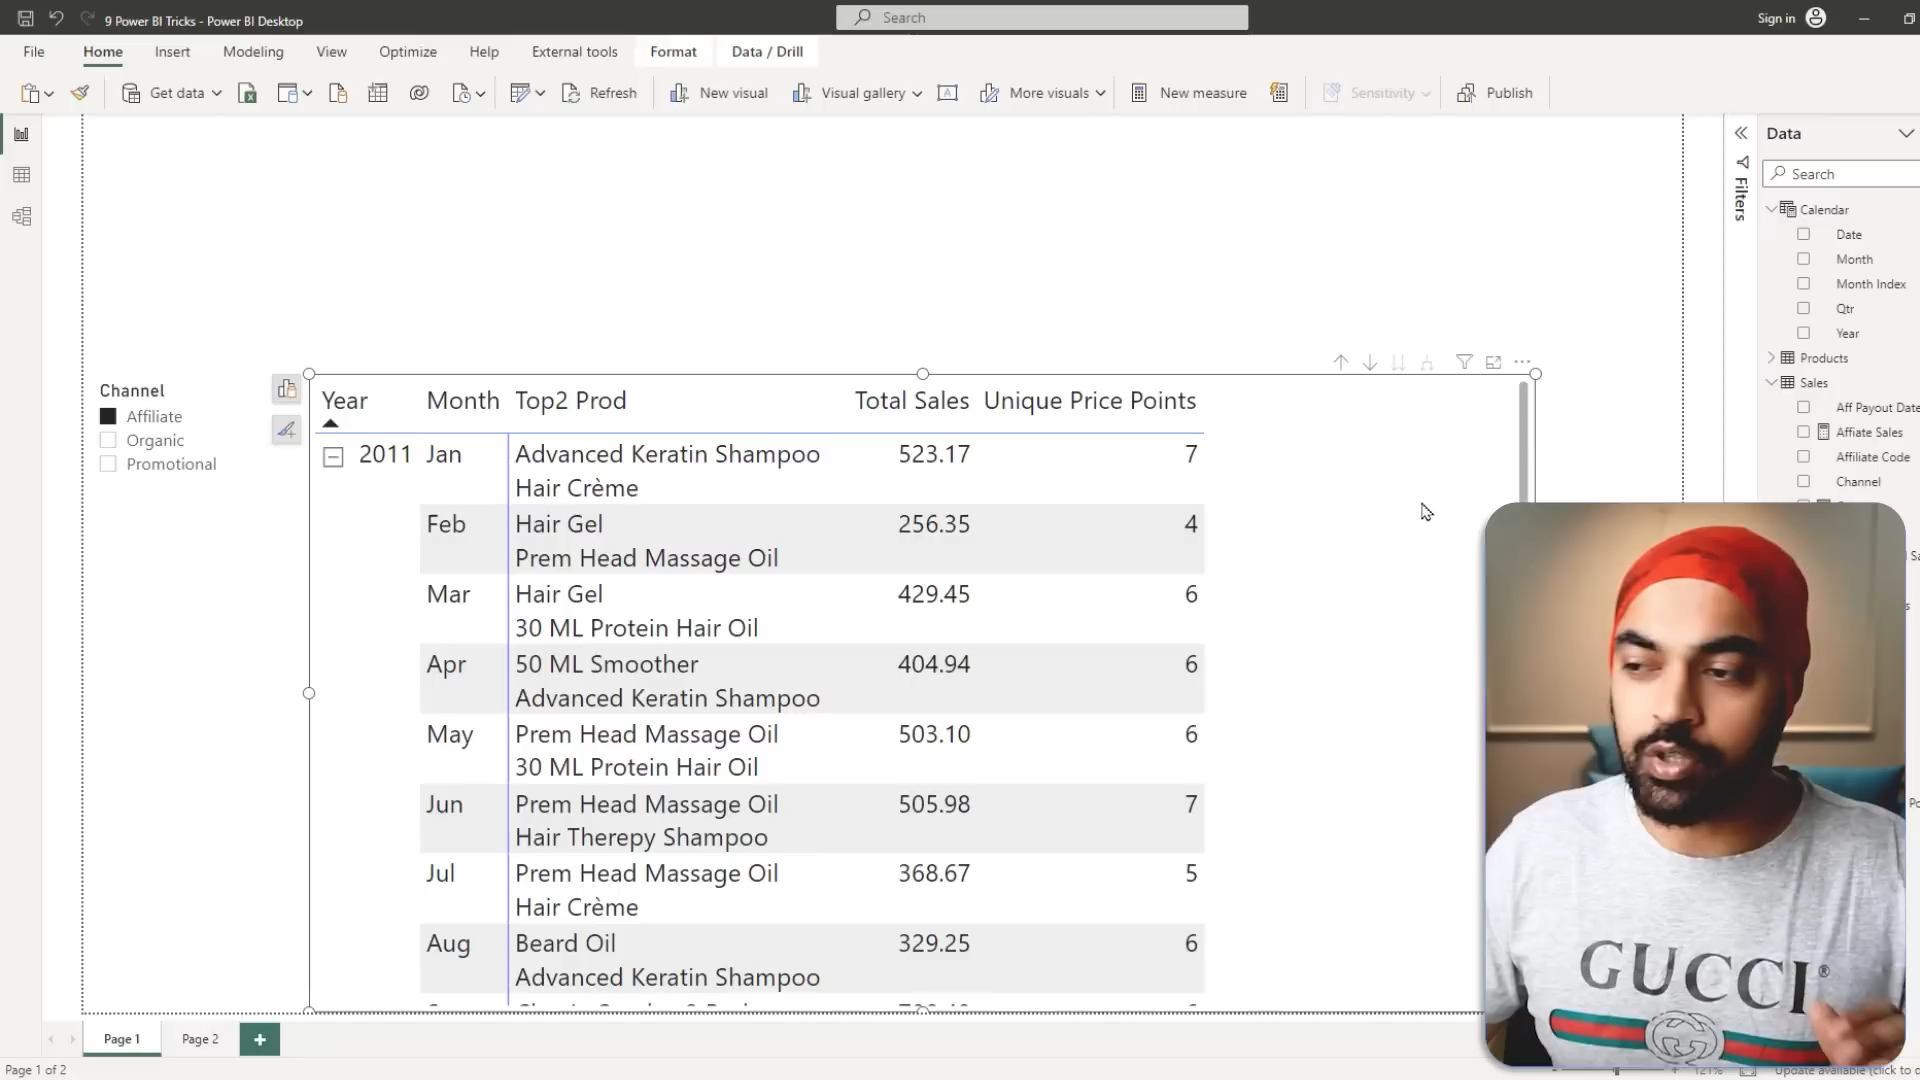 9 Power BI Tricks - Power BI Desktop
Search
Sign in
File
Home
Insert
Modeling
View
Optimize
Help
External tools
Format
Data / Drill
Get data
Refresh
New visual
Visual gallery
More visuals
New measure
Sensitivity
Publish
Channel
Affiliate
Organic
Promotional
Year Month Top2 Prod Total Sales Unique Price Points
2011 Jan Advanced Keratin Shampoo 523.17 7
Hair Crème
Feb Hair Gel 256.35 4
Prem Head Massage Oil
Mar Hair Gel 429.45 6
30 ML Protein Hair Oil
Apr 50 ML Smoother 404.94 6
Advanced Keratin Shampoo
May Prem Head Massage Oil 503.10 6
30 ML Protein Hair Oil
Jun Prem Head Massage Oil 505.98 7
Hair Therepy Shampoo
Jul Prem Head Massage Oil 368.67 5
Hair Crème
Aug Beard Oil 329.25 6
Advanced Keratin Shampoo
Filters
Data
Search
Calendar
Date
Month
Month Index
Qtr
Year
Products
Sales
Aff Payout Date
Affiate Sales
Affiliate Code
Channel
GUCCI®
Page 1
Page 2
Page 1 of 2
121%
Update available (click to